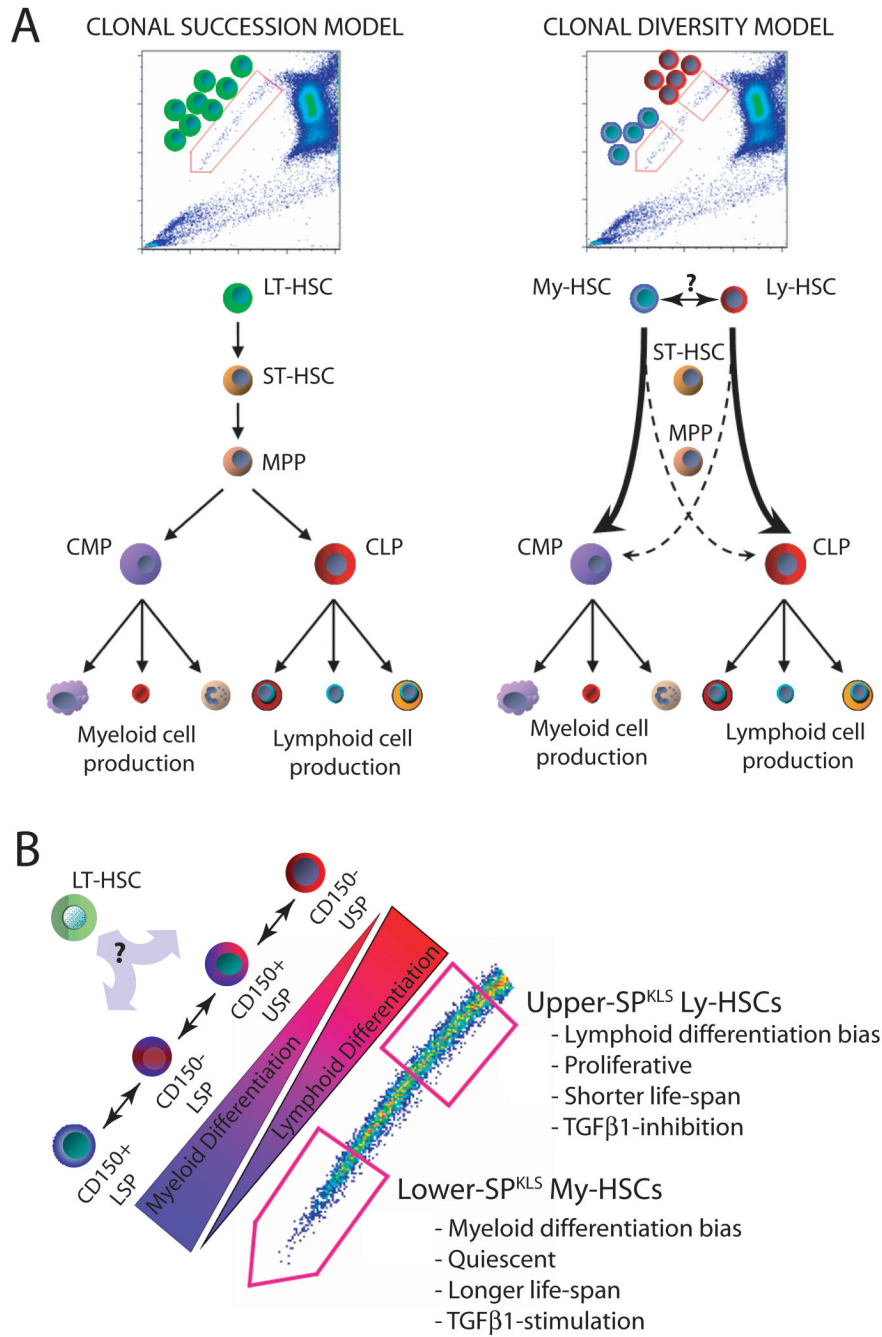 A
CLONAL SUCCESSION MODEL
LT-HSC
ST-HSC
MPP
CMP
CLP
Myeloid cell
production
Lymphoid cell
production
CLONAL DIVERSITY MODEL
My-HSC
?
Ly-HSC
ST-HSC
MPP
CMP
CLP
Myeloid cell
production
Lymphoid cell
production
B
LT-HSC
?
CD150-
USP
CD150+
USP
CD150-
LSP
CD150+
LSP
Myeloid Differentiation
Lymphoid Differentiation
Upper-SPᴷᴸˢ Ly-HSCs
- Lymphoid differentiation bias
- Proliferative
- Shorter life-span
- TGFβ1-inhibition
Lower-SPᴷᴸˢ My-HSCs
- Myeloid differentiation bias
- Quiescent
- Longer life-span
- TGFβ1-stimulation